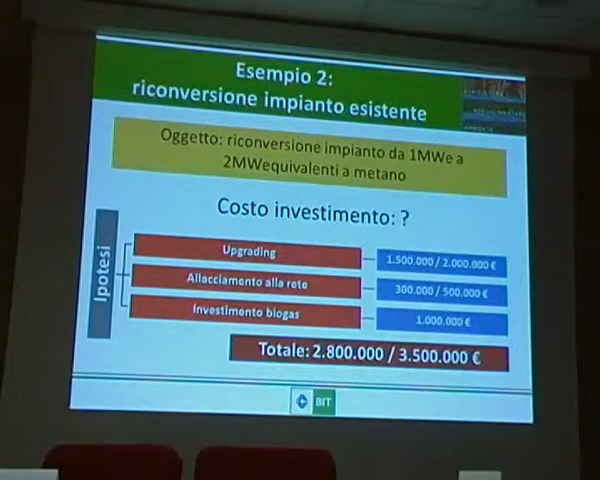 Esempio 2:
riconversione impianto esistente
Oggetto: riconversione impianto da 1MWe a
2MWequivalenti a metano
Costo investimento: ?
Ipotesi
Upgrading
1.500.000 / 2.000.000 €
Allacciamento alla rete
300.000 / 500.000 €
Investimento biogas
1.000.000 €
Totale: 2.800.000 / 3.500.000 €
BIT